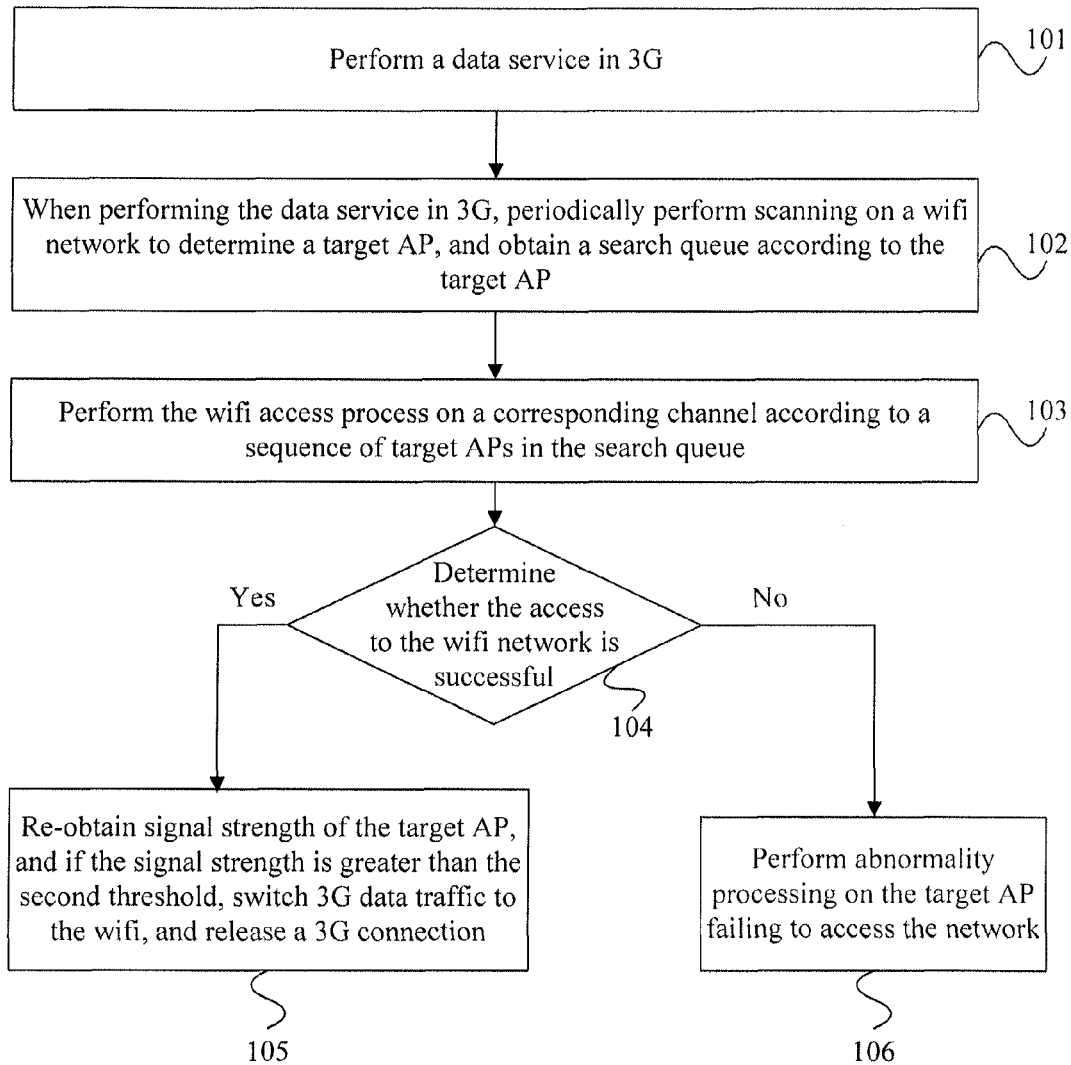 Perform a data service in 3G
101
When performing the data service in 3G, periodically perform scanning on a wifi
network to determine a target AP, and obtain a search queue according to the
target AP
102
Perform the wifi access process on a corresponding channel according to a
sequence of target APs in the search queue
103
Determine
whether the access
to the wifi network is
successful
Yes
No
104
Re-obtain signal strength of the target AP,
and if the signal strength is greater than the
second threshold, switch 3G data traffic to
the wifi, and release a 3G connection
Perform abnormality
processing on the target AP
failing to access the network
105
106